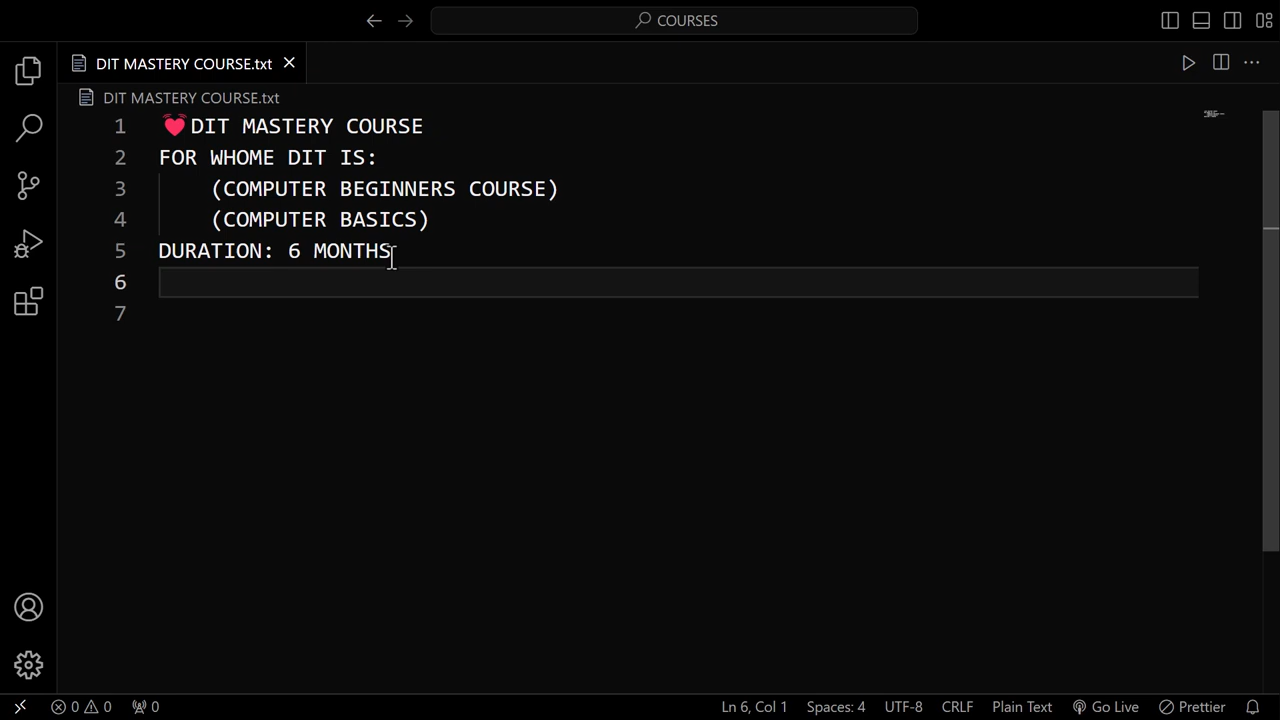 COURSES
DIT MASTERY COURSE.txt
DIT MASTERY COURSE.txt
1 💓DIT MASTERY COURSE
2 FOR WHOME DIT IS:
3 (COMPUTER BEGINNERS COURSE)
4 (COMPUTER BASICS)
5 DURATION: 6 MONTHS
6
7
0 0 0 Ln 6, Col 1 Spaces: 4 UTF-8 CRLF Plain Text Go Live Prettier